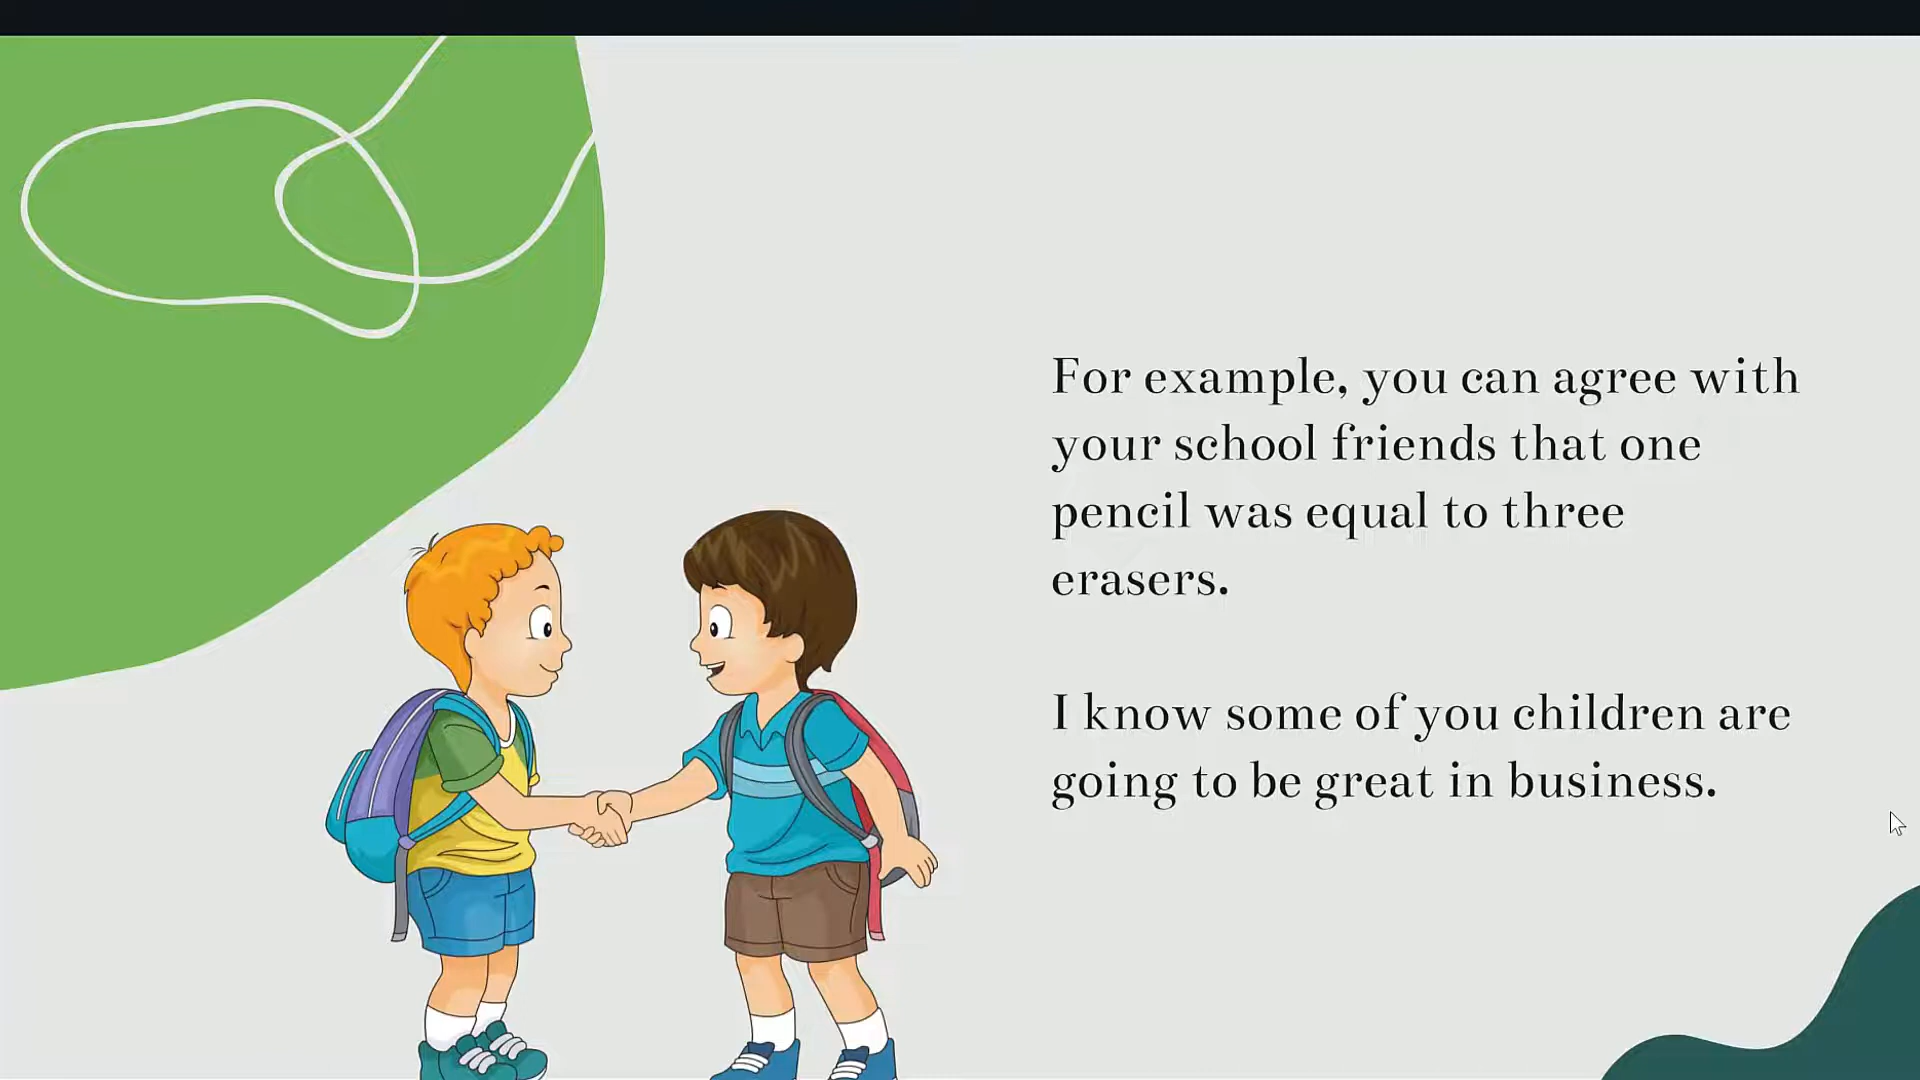 For example, you can agree with
your school friends that one
pencil was equal to three
erasers.
I know some of you children are
going to be great in business.